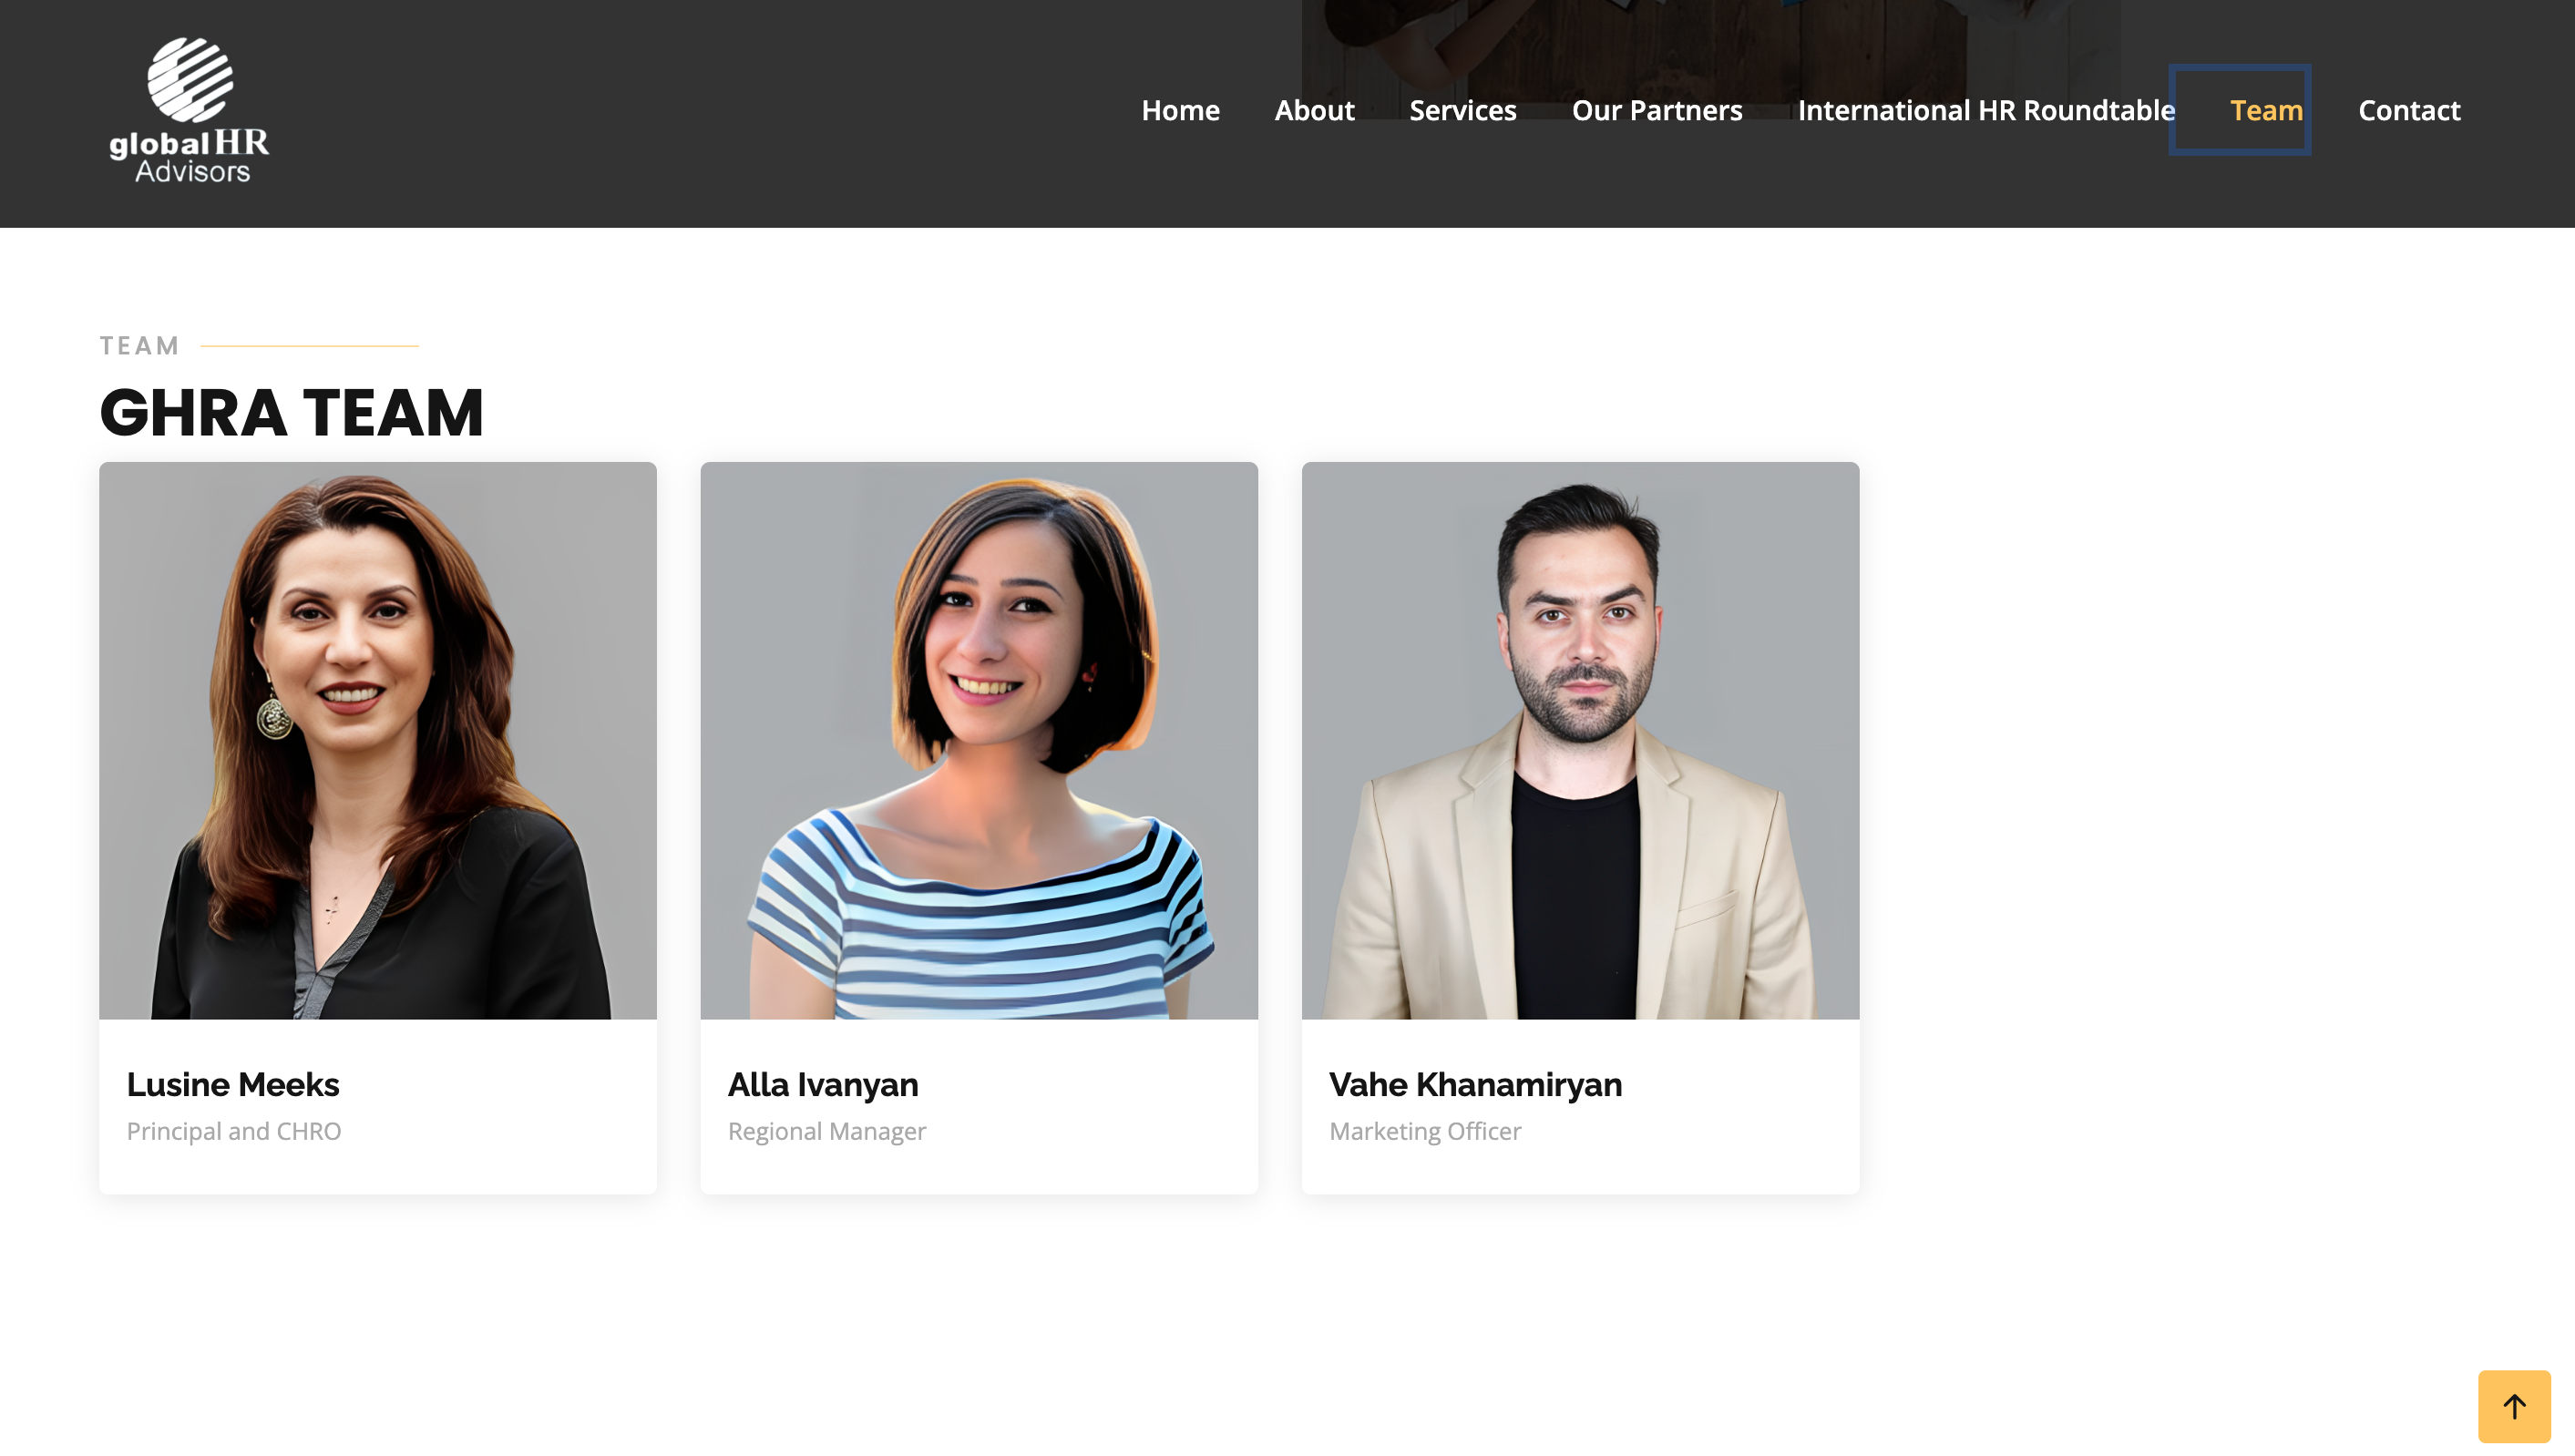 globalHR
Advisors
Home About Services Our Partners International HR Roundtable Team Contact
TEAM
GHRA TEAM
Lusine Meeks
Principal and CHRO
Alla Ivanyan
Regional Manager
Vahe Khanamiryan
Marketing Officer